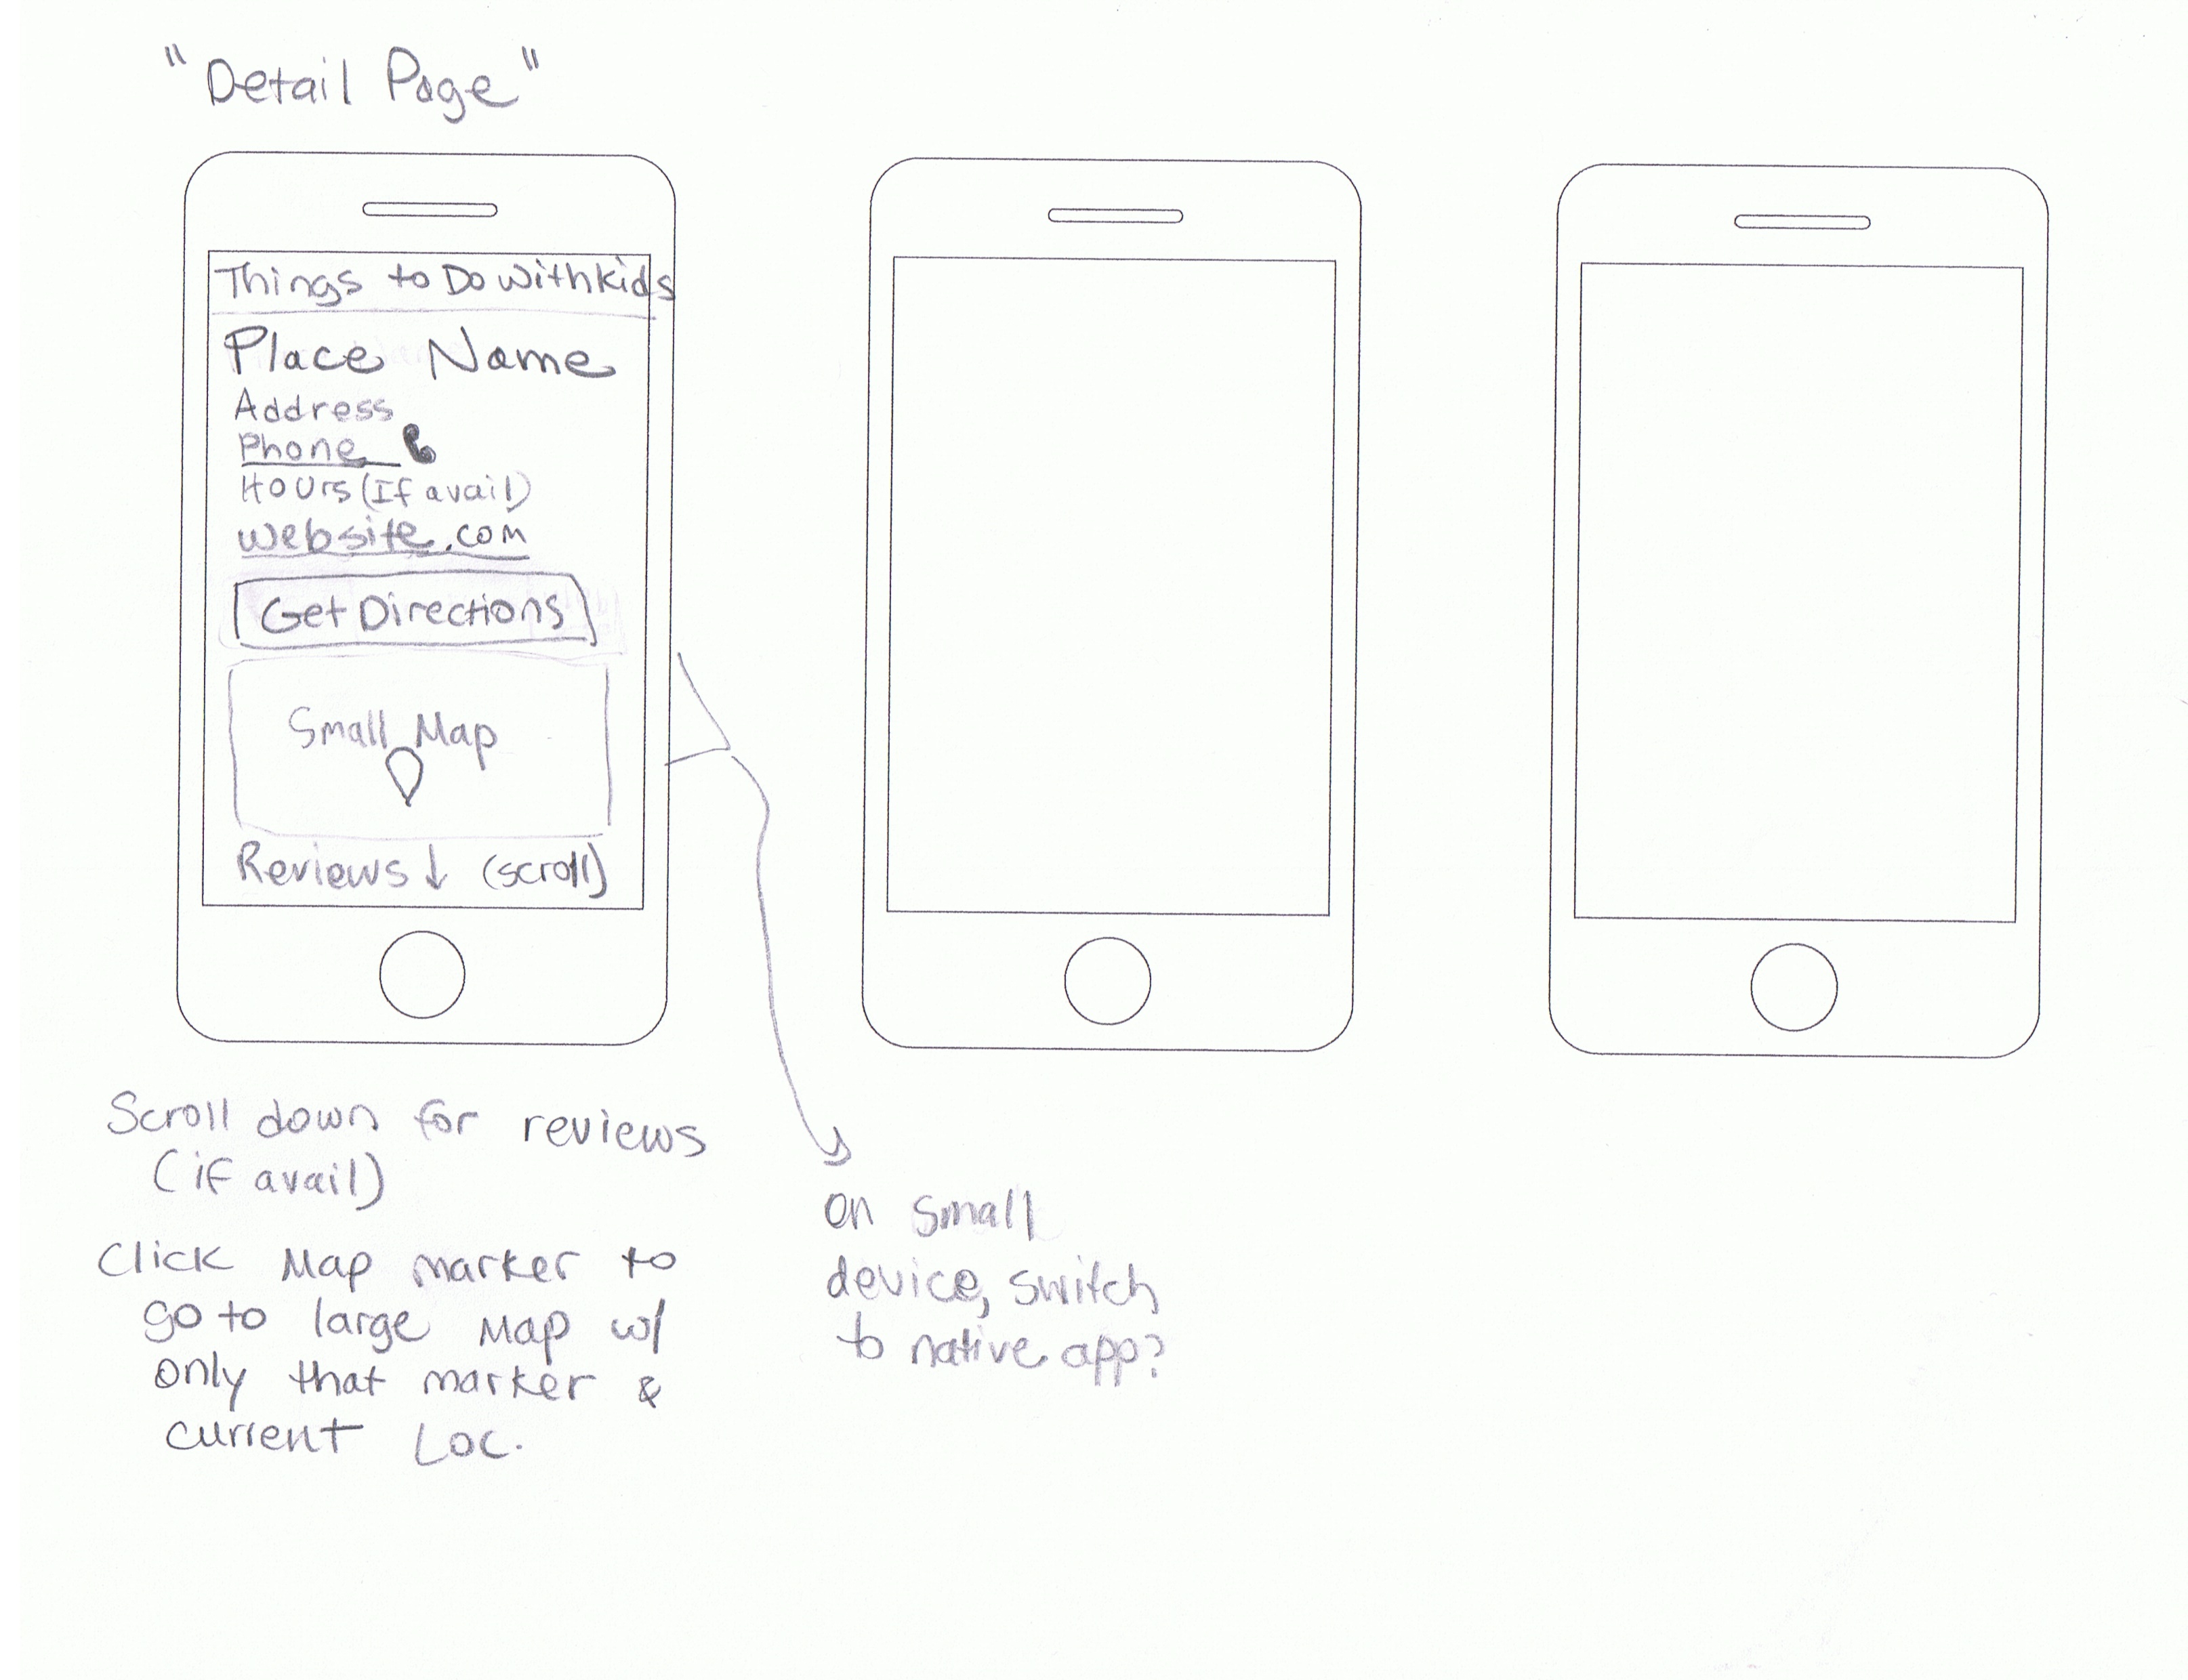 "Detail Page"
Things to Do with kids
Place Name
Address
Phone
Hours (If avail)
website.com
Get Directions
Small Map
Reviews ↓ (scroll)
Scroll down for reviews
(if avail)
Click Map marker to
go to large Map w/
only that marker &
current Loc.
on small
device, switch
to native app?